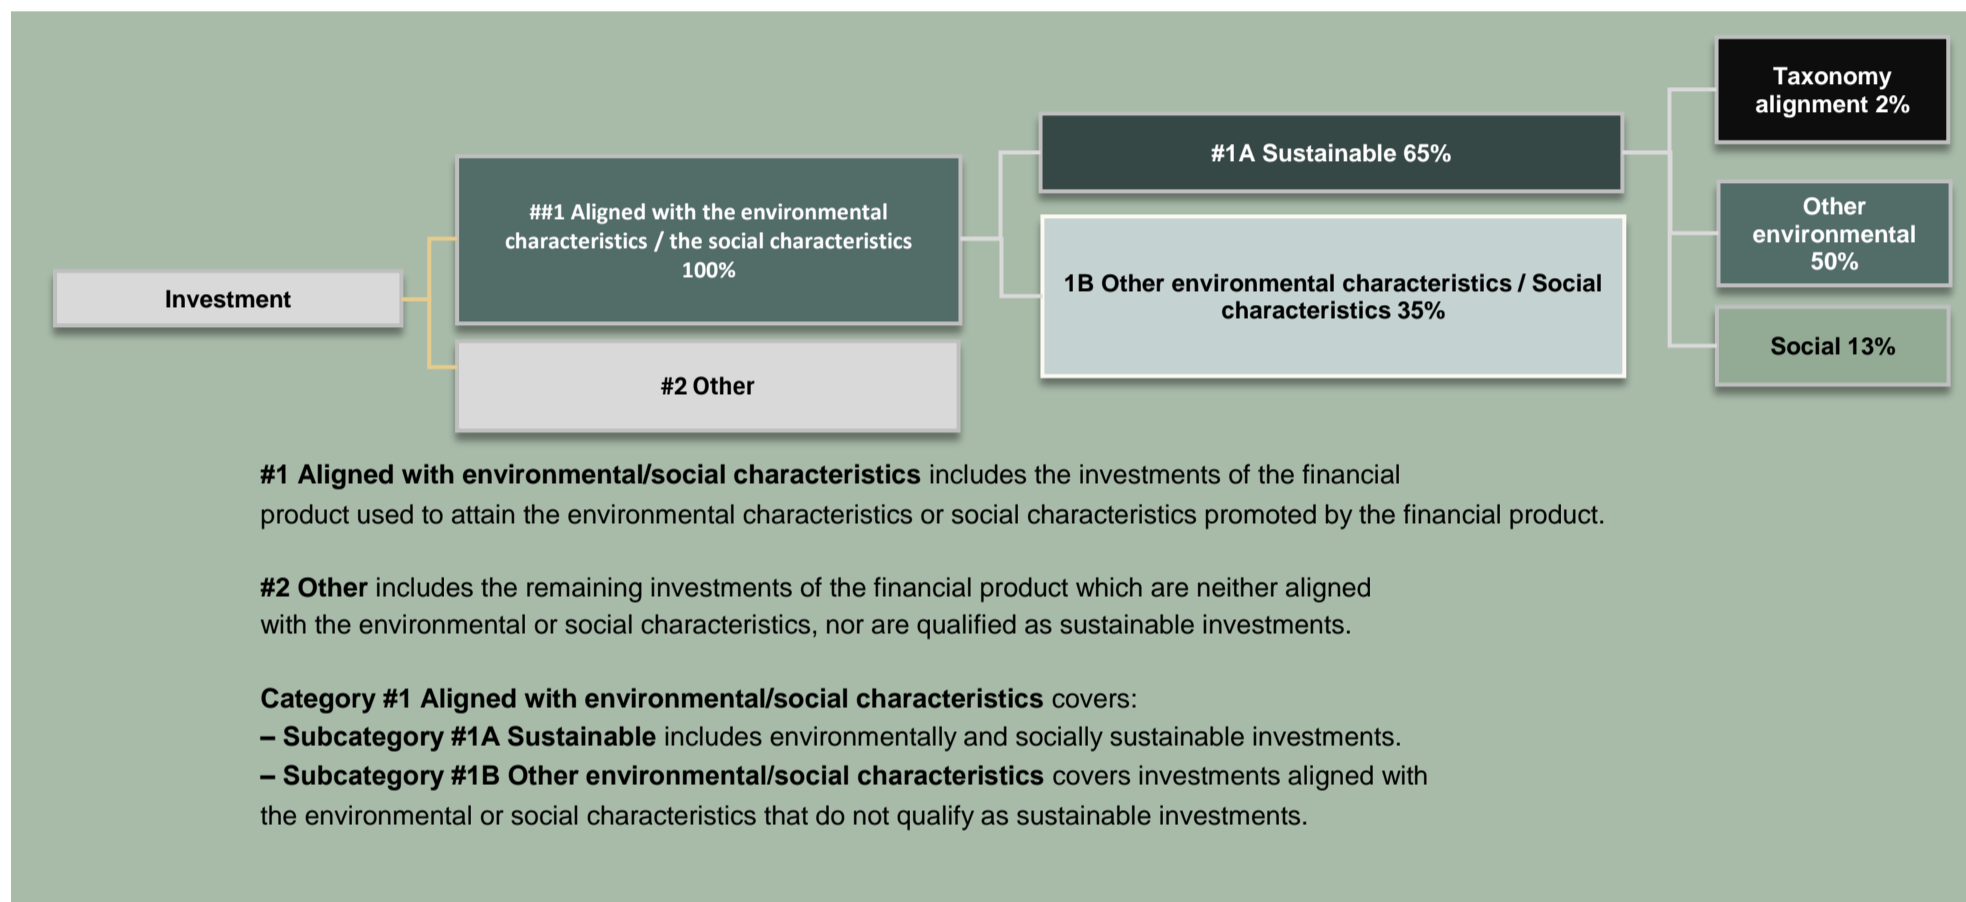 Taxonomy
alignment 2%
#1A Sustainable 65%
##1 Aligned with the environmental
characteristics / the social characteristics
100%
Other
environmental
50%
1B Other environmental characteristics / Social
characteristics 35%
Investment
Social 13%
#2 Other
#1 Aligned with environmental/social characteristics includes the investments of the financial
product used to attain the environmental characteristics or social characteristics promoted by the financial product.
#2 Other includes the remaining investments of the financial product which are neither aligned
with the environmental or social characteristics, nor are qualified as sustainable investments.
Category #1 Aligned with environmental/social characteristics covers:
– Subcategory #1A Sustainable includes environmentally and socially sustainable investments.
– Subcategory #1B Other environmental/social characteristics covers investments aligned with
the environmental or social characteristics that do not qualify as sustainable investments.